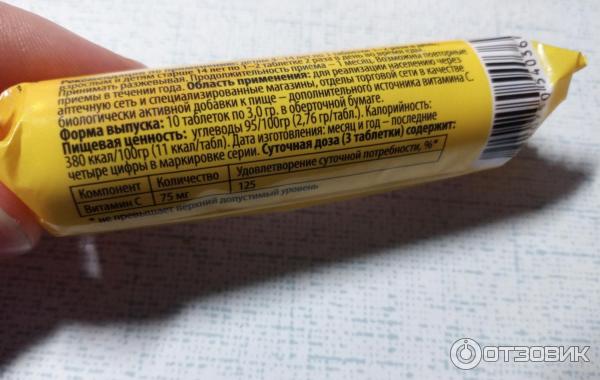 принимать разжевывая. Продолжительность приема – 1 месяц. Возможны повторные
приемы в течении года. Область применения: для реализации населению через
аптечную сеть и специализированные магазины, отделы торговой сети в качестве
биологически активной добавки к пище – дополнительного источника витамина С.
Форма выпуска: 10 таблеток по 3,0 гр. в оберточной бумаге.
Пищевая ценность: углеводы 95/100гр (2,76 гр/табл.). Калорийность:
380 ккал/100гр (11 ккал/табл). Дата изготовления: месяц и год – последние
четыре цифры в маркировке серии. Суточная доза (3 таблетки) содержит:
Компонент Количество Удовлетворение суточной потребности, %*
Витамин С 75 мг 125
* не превышает верхний допустимый уровень
ОТЗОВИК